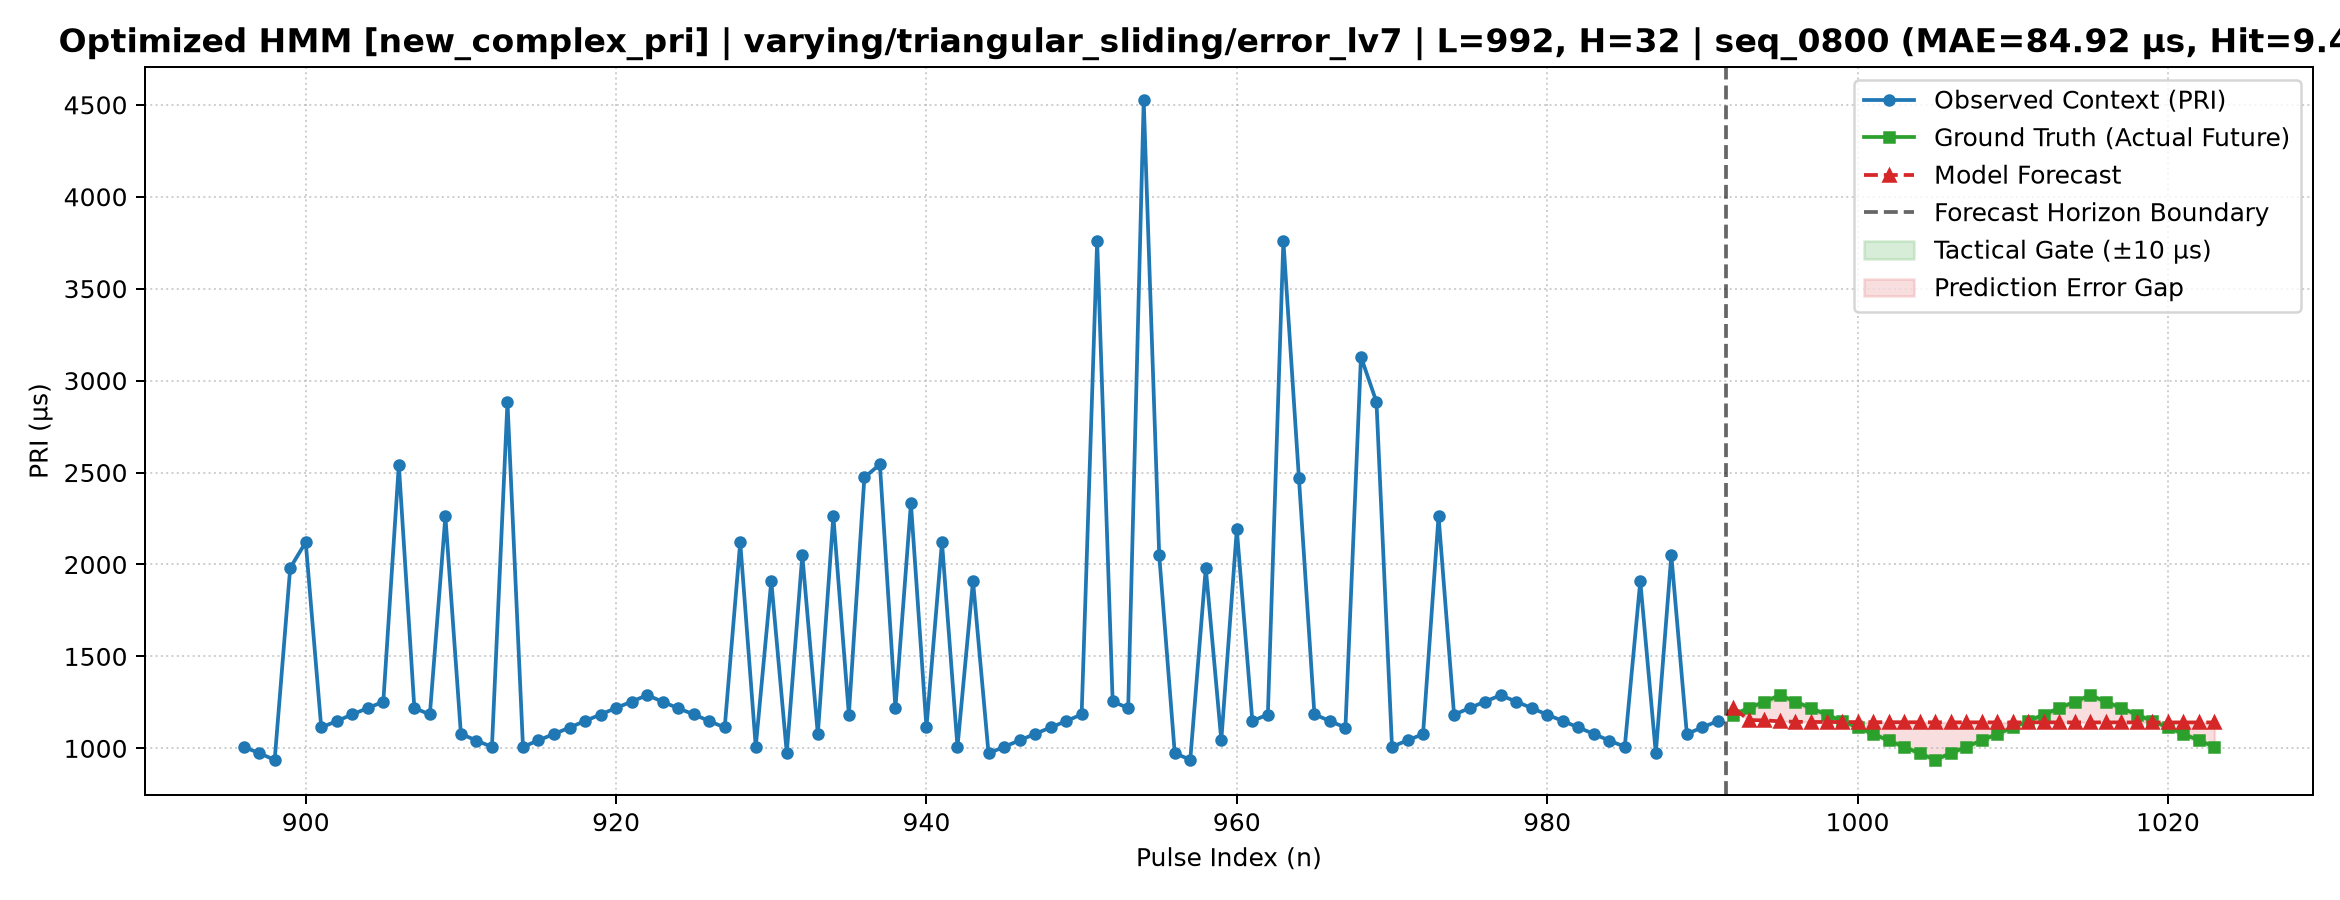 Optimized HMM [new_complex_pri] | varying/triangular_sliding/error_lv7 | L=992, H=32 | seq_0800 (MAE=84.92 µs, Hit=9.4
4500
4000
3500
3000
2500
2000
1500
1000
PRI (µs)
Observed Context (PRI)
Ground Truth (Actual Future)
Model Forecast
Forecast Horizon Boundary
Tactical Gate (±10 µs)
Prediction Error Gap
900
920
940
960
980
1000
1020
Pulse Index (n)